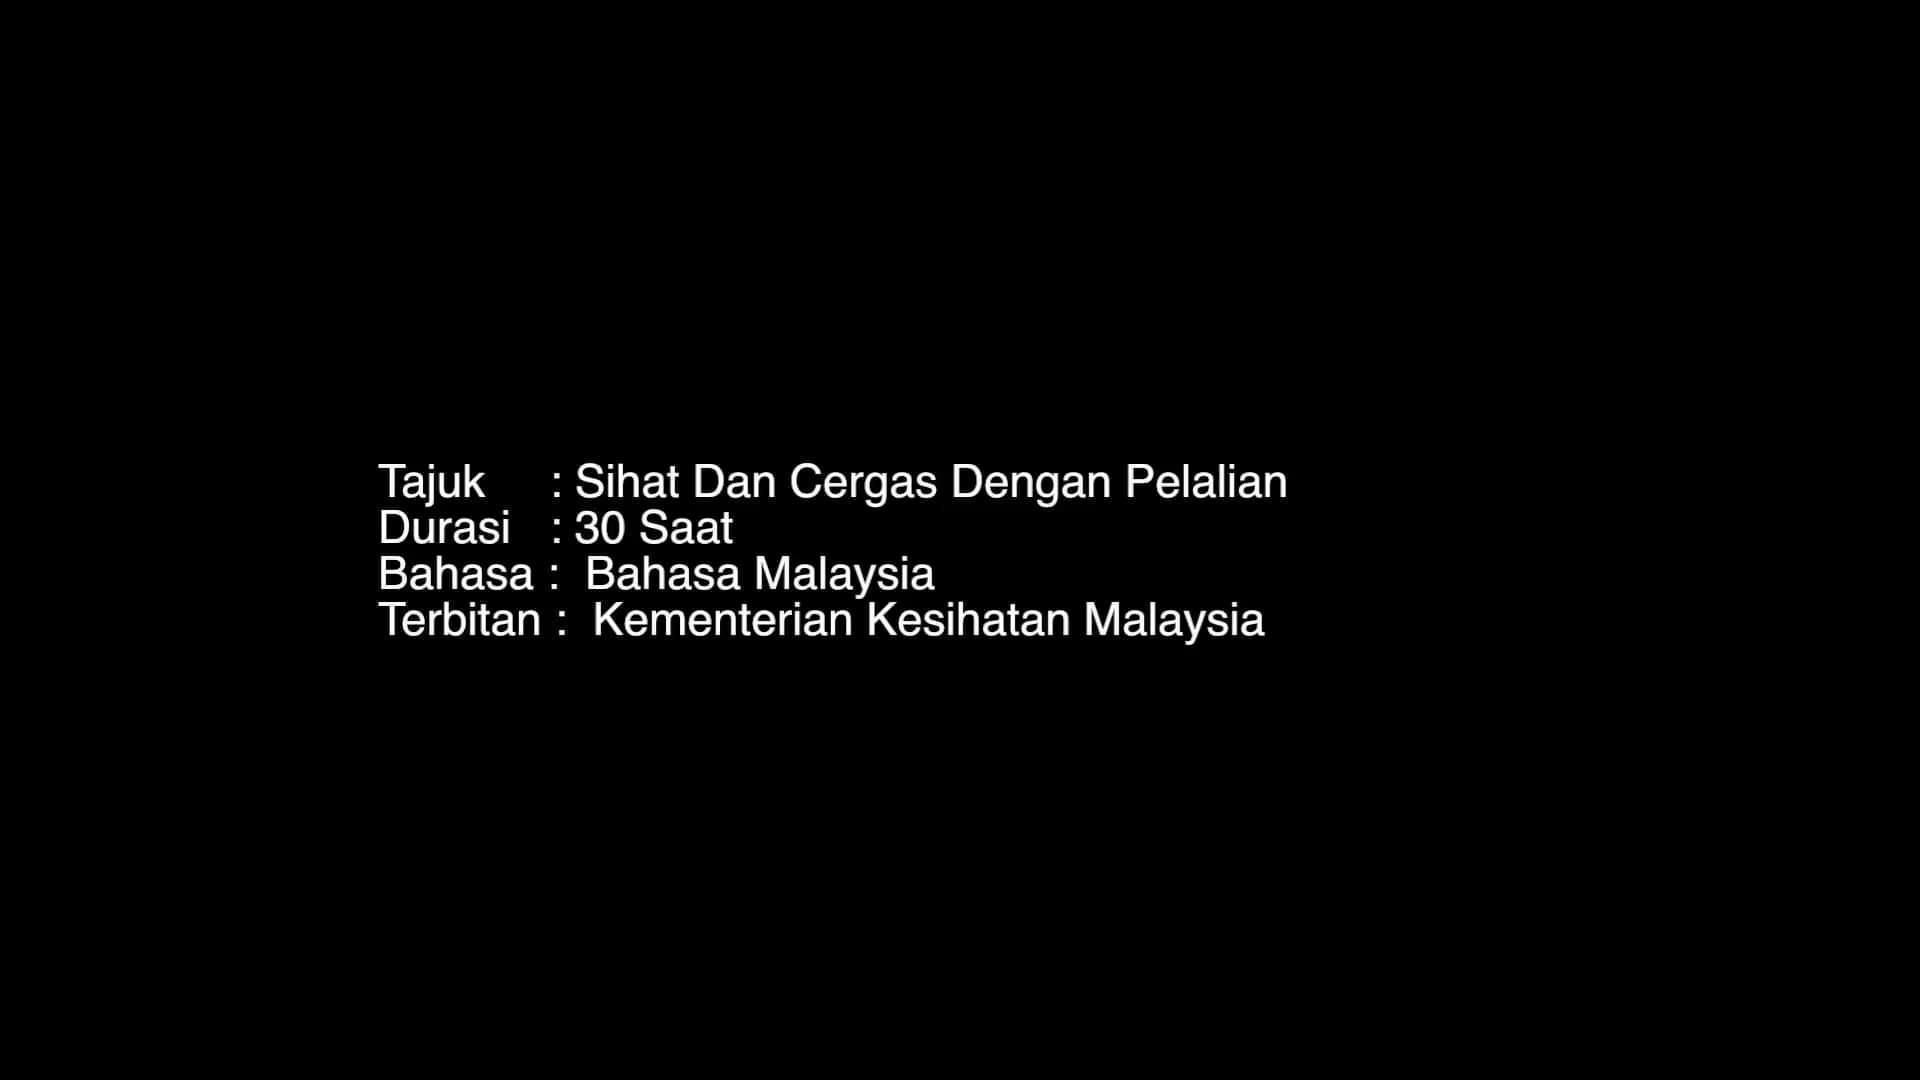 Tajuk : Sihat Dan Cergas Dengan Pelalian
Durasi : 30 Saat
Bahasa : Bahasa Malaysia
Terbitan : Kementerian Kesihatan Malaysia